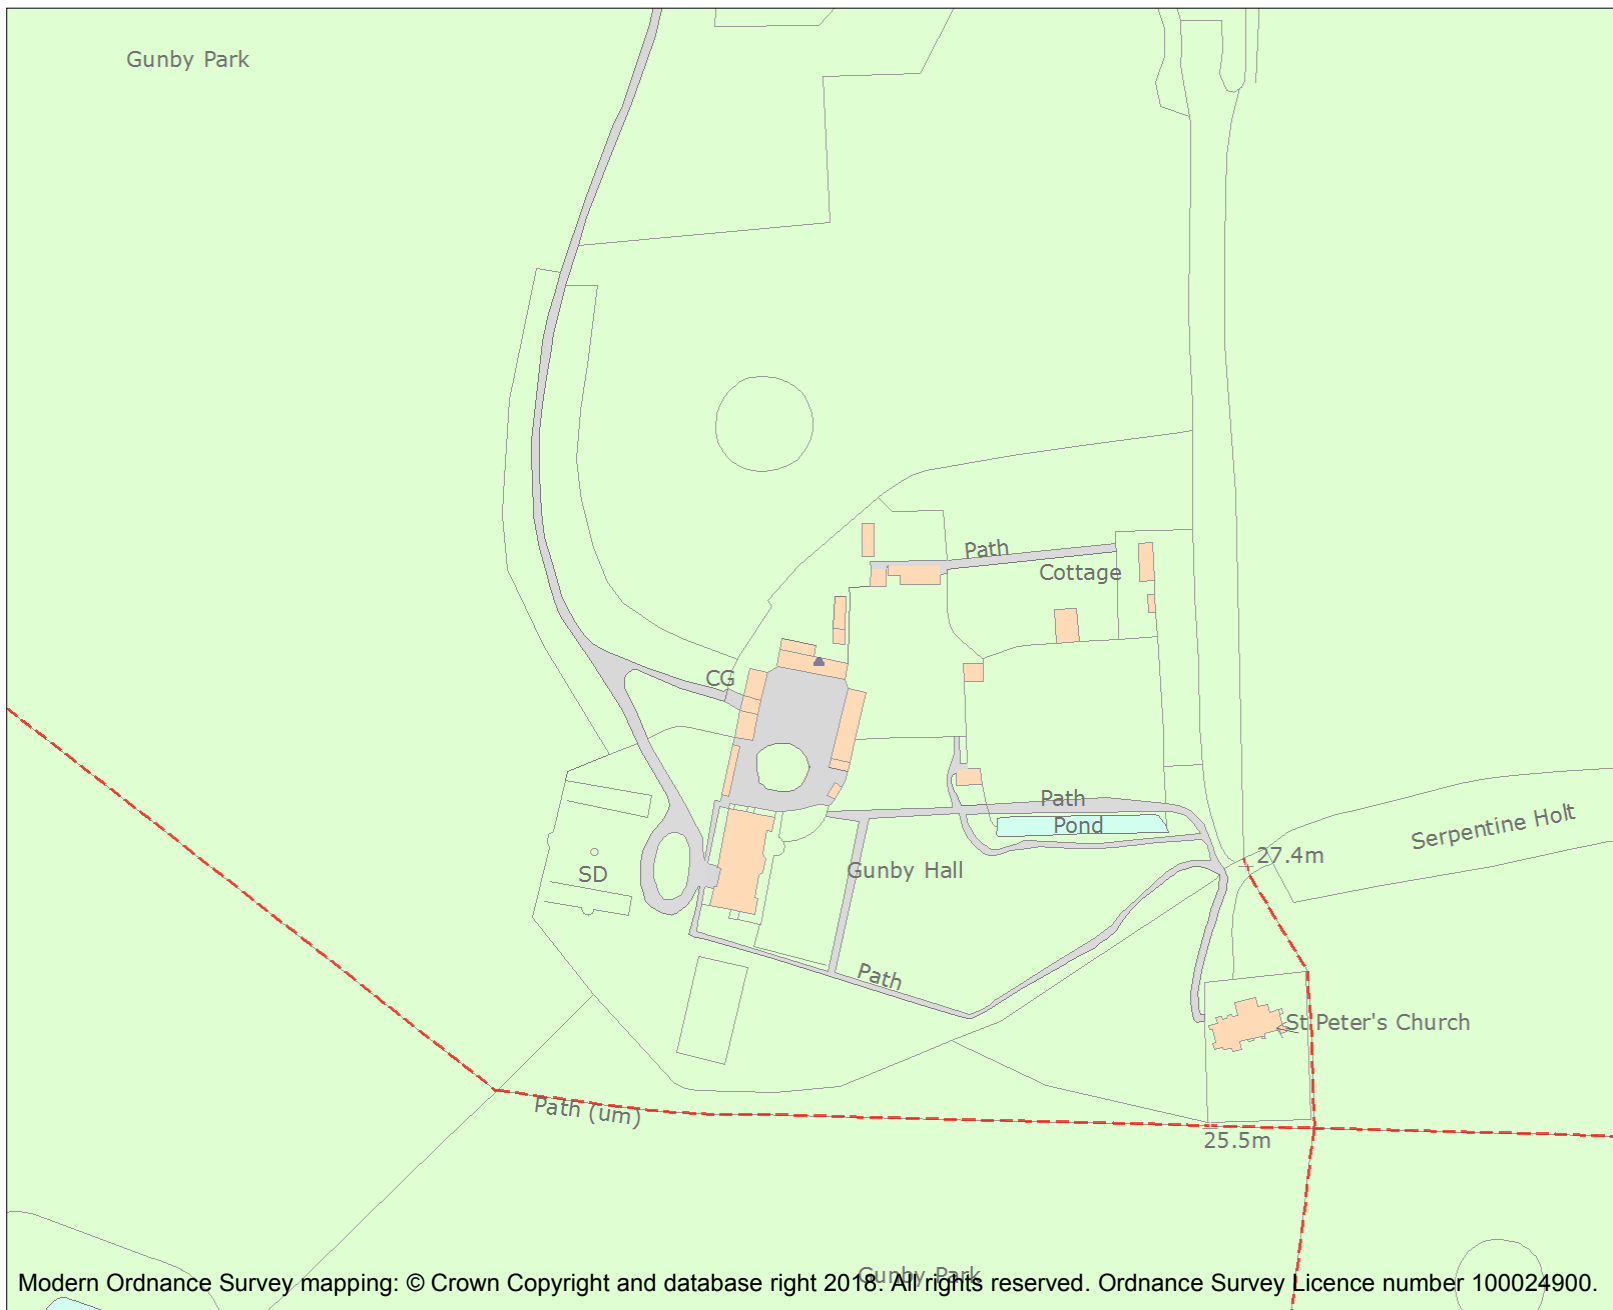 Gunby Park
Path
Cottage
CG
Path
Pond
Serpentine Holt
27.4m
Gunby Hall
SD
Path
St Peter's Church
Path (um)
25.5m
Gunby Park
Modern Ordnance Survey mapping: © Crown Copyright and database right 2018. All rights reserved. Ordnance Survey Licence number 100024900.